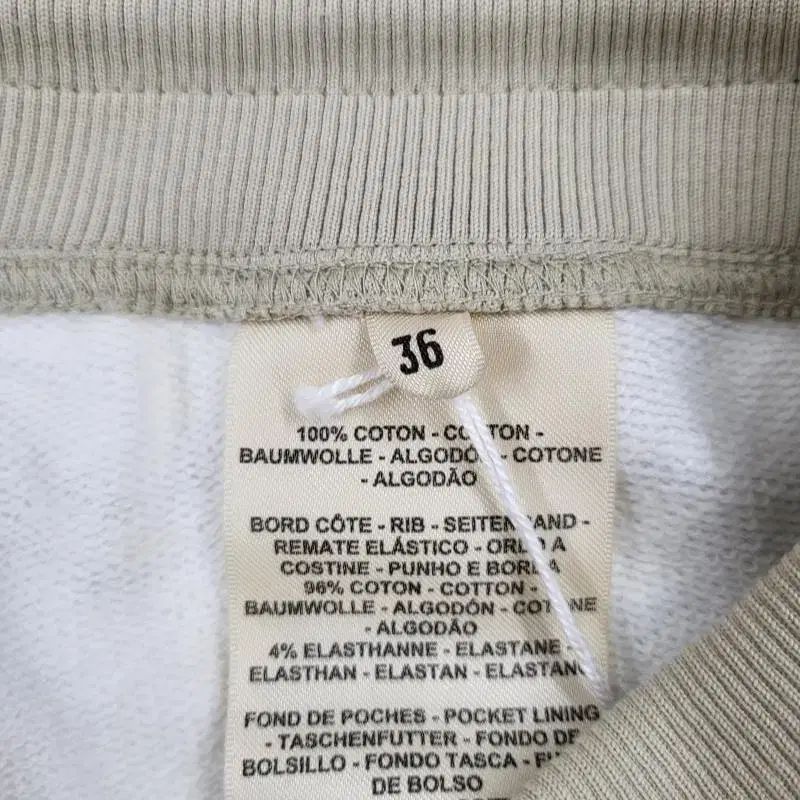 36
100% COTON - COTTON -
BAUMWOLLE - ALGODÓN - COTONE
- ALGODÃO
BORD CÔTE - RIB - SEITENBAND -
REMATE ELÁSTICO - ORLO A
COSTINE - PUNHO E BORDA
96% COTON - COTTON -
BAUMWOLLE - ALGODÓN - COTONE
- ALGODÃO
4% ELASTHANNE - ELASTANE -
ELASTHAN - ELASTAN - ELASTANO
FOND DE POCHES - POCKET LINING
- TASCHENFUTTER - FONDO DE
BOLSILLO - FONDO TASCA -
DE BOLSO